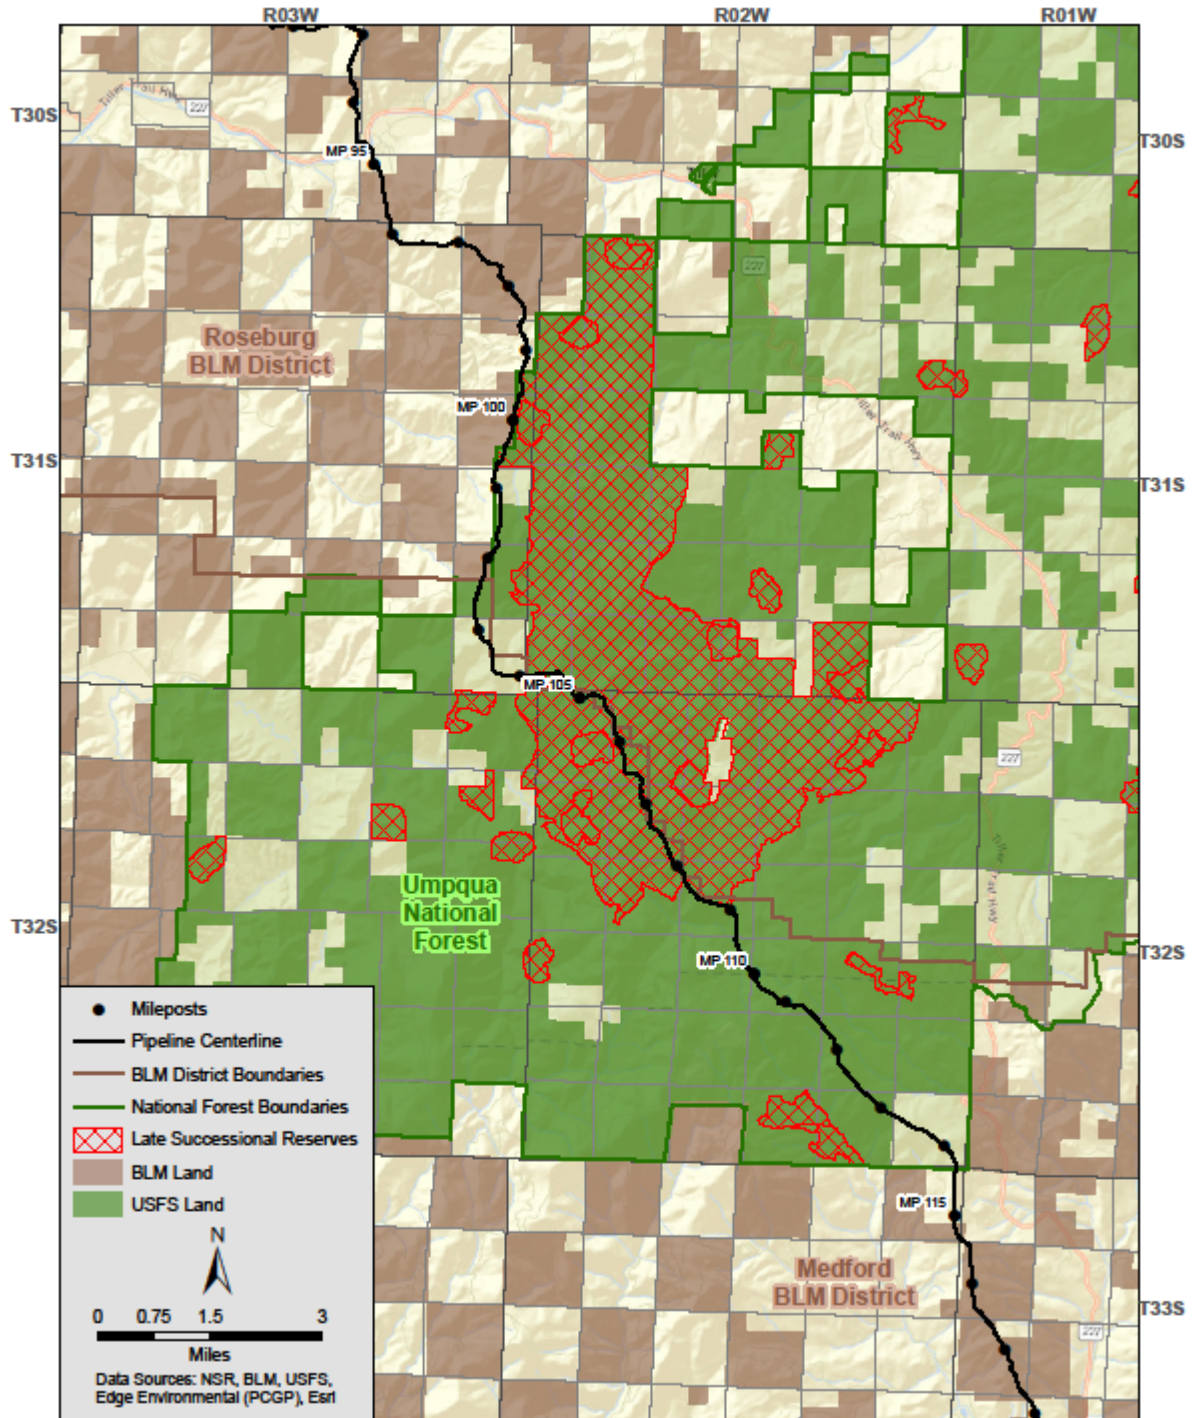 R03W
R02W
R01W
T30S
T30S
Tiller Trail Hwy
227
MP 95
227
Roseburg
BLM District
MP 100
Tiller Trail Hwy
T31S
T31S
MP 105
227
Tiller Trail Hwy
Umpqua
National
Forest
T32S
T32S
MP 110
Mileposts
Pipeline Centerline
BLM District Boundaries
National Forest Boundaries
Late Successional Reserves
BLM Land
USFS Land
N
0 0.75 1.5 3
Miles
Data Sources: NSR, BLM, USFS,
Edge Environmental (PCGP), Esri
MP 115
Medford
BLM District
T33S
227